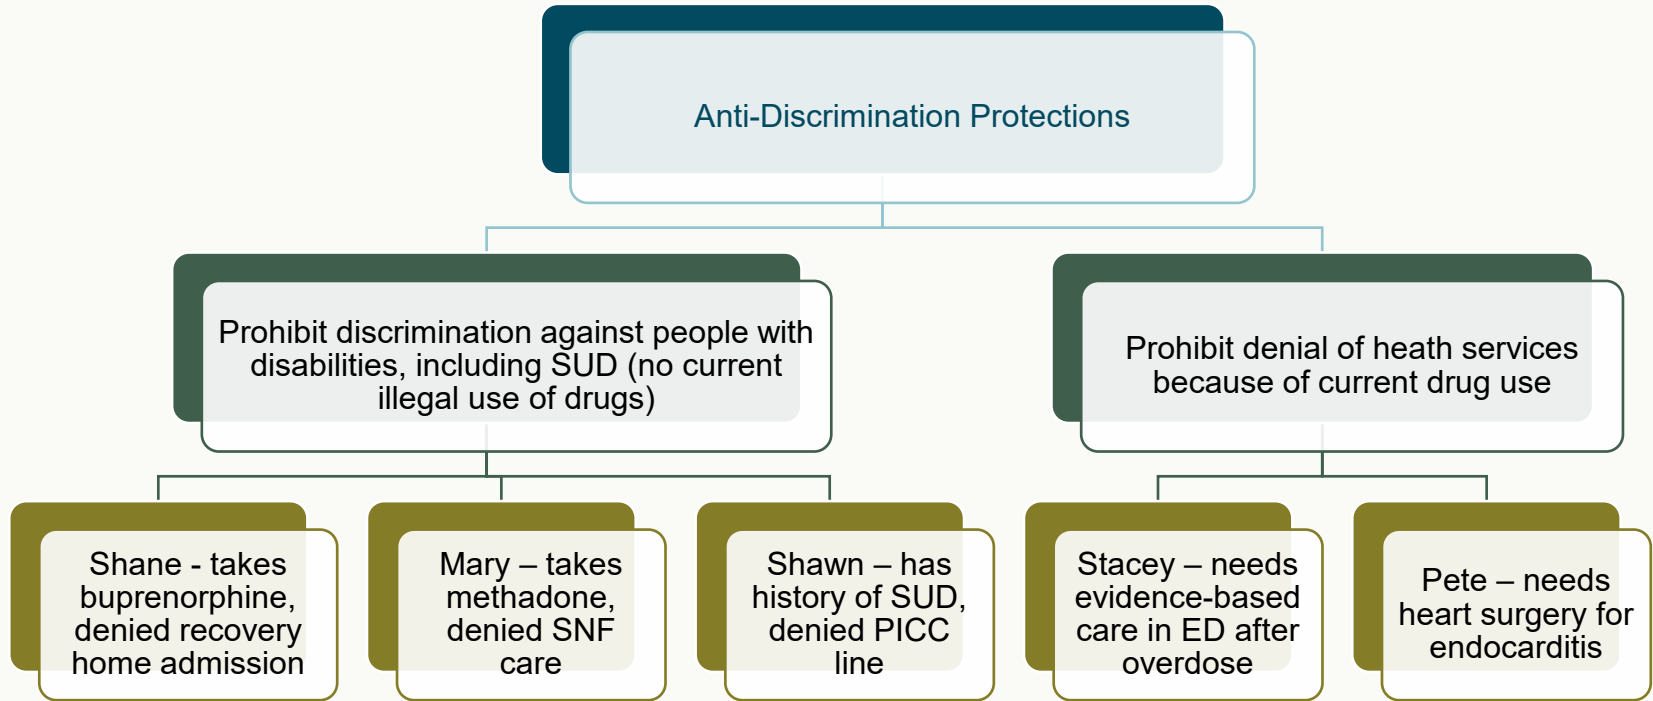 Anti-Discrimination Protections
Prohibit discrimination against people with
disabilities, including SUD (no current
illegal use of drugs)
Prohibit denial of heath services
because of current drug use
Shane - takes
buprenorphine,
denied recovery
home admission
Mary – takes
methadone,
denied SNF
care
Shawn – has
history of SUD,
denied PICC
line
Stacey – needs
evidence-based
care in ED after
overdose
Pete – needs
heart surgery for
endocarditis